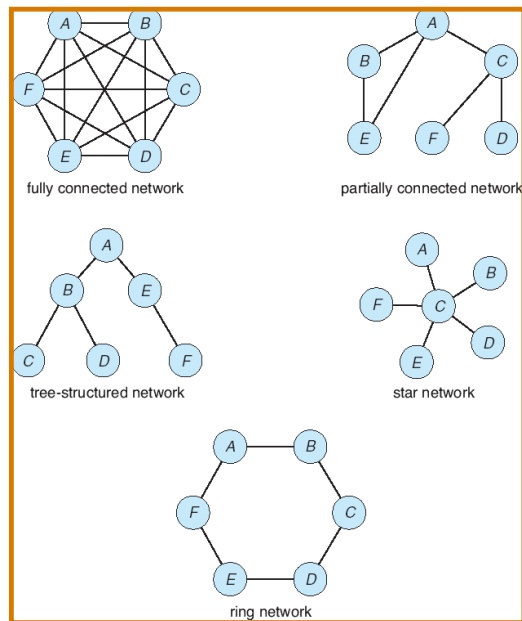 A B
F C
E D
fully connected network
A
B C
E F D
partially connected network
A
B E
C D F
tree-structured network
A
B
F C
D
E
star network
A B
F C
E D
ring network